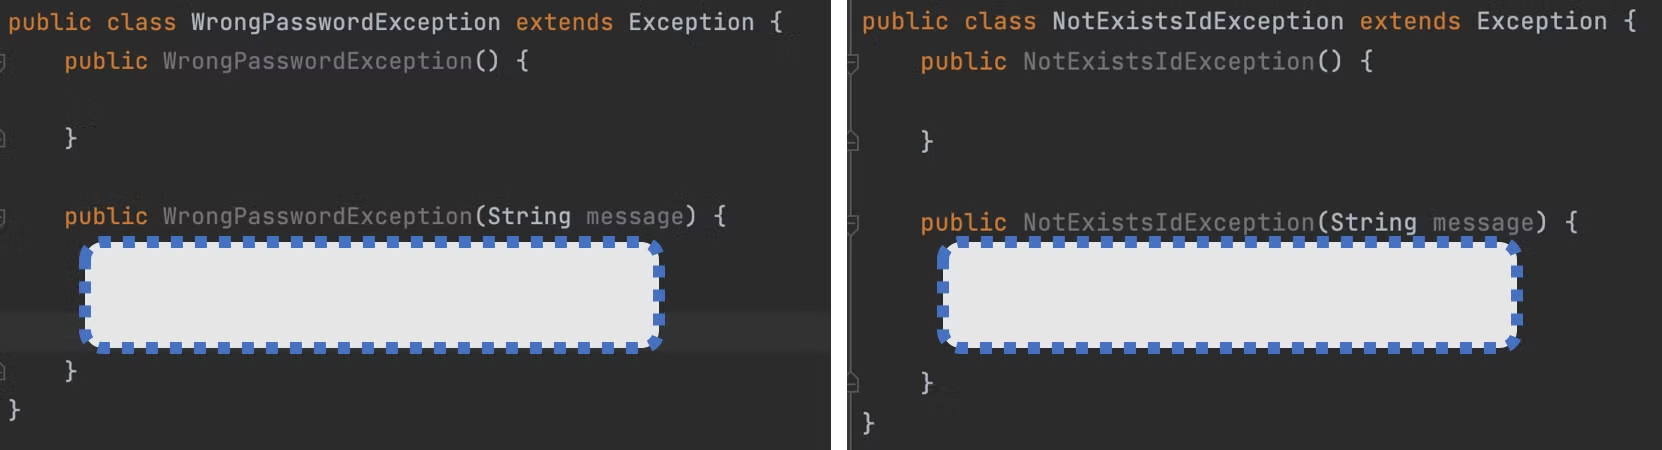 public class WrongPasswordException extends Exception {
public WrongPasswordException() {
}
public WrongPasswordException(String message) {
}
}
public class NotExistsIdException extends Exception {
public NotExistsIdException() {
}
public NotExistsIdException(String message) {
}
}